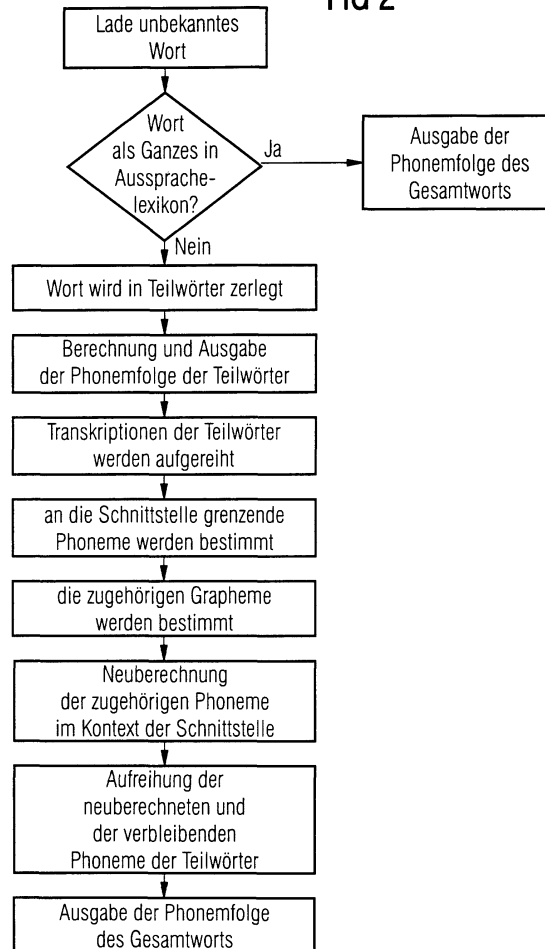 FIG 2
Lade unbekanntes
Wort
Wort
als Ganzes in
Aussprache-
lexikon?
Ja
Ausgabe der
Phonemfolge des
Gesamtworts
Nein
Wort wird in Teilwörter zerlegt
Berechnung und Ausgabe
der Phonemfolge der Teilwörter
Transkriptionen der Teilwörter
werden aufgereiht
an die Schnittstelle grenzende
Phoneme werden bestimmt
die zugehörigen Grapheme
werden bestimmt
Neuberechnung
der zugehörigen Phoneme
im Kontext der Schnittstelle
Aufreihung der
neuberechneten und
der verbleibenden
Phoneme der Teilwörter
Ausgabe der Phonemfolge
des Gesamtworts